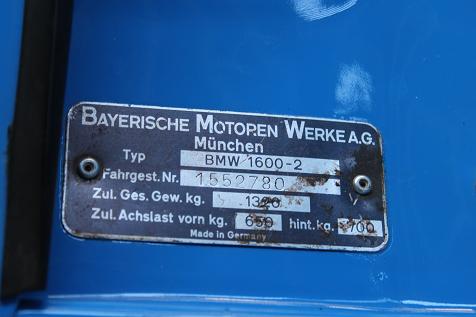 BAYERISCHE MOTOREN WERKE A.G.
München
Typ BMW 1600-2
Fahrgest. Nr. 1552780
Zul. Ges. Gew. kg. 1320
Zul. Achslast vorn kg. 650 hint. kg. 700
Made in Germany